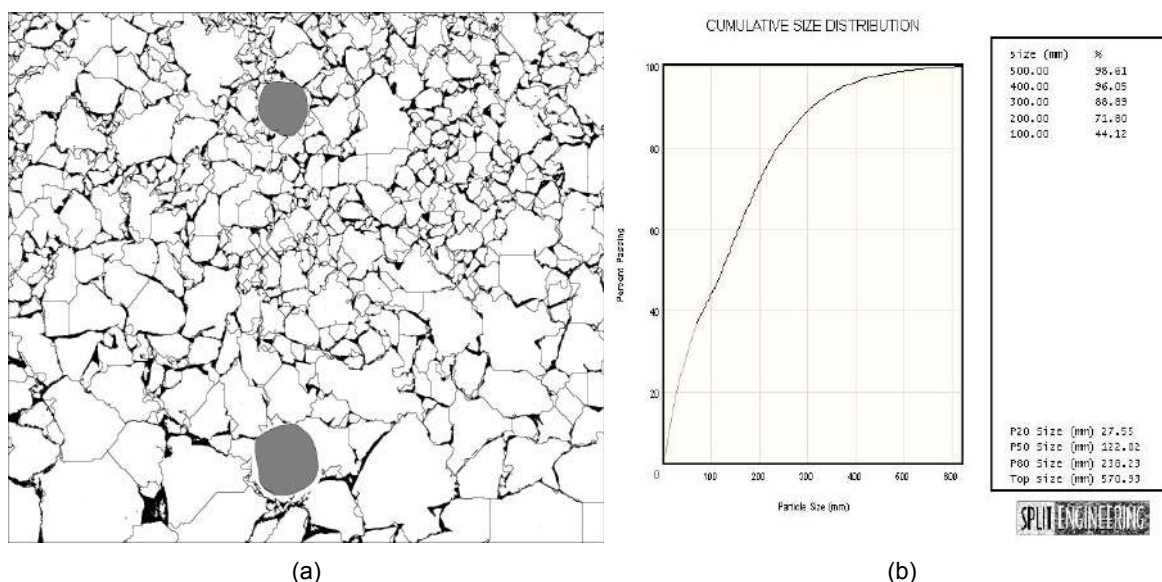 CUMULATIVE SIZE DISTRIBUTION
size (mm) %
500.00 98.61
400.00 96.05
300.00 88.89
200.00 71.80
100.00 44.12
100
80
60
40
20
0
100 200 300 400 600 800
Percent Passing
Particle Size (mm)
P20 Size (mm) 27.55
P50 Size (mm) 122.02
P80 Size (mm) 238.23
Top size (mm) 570.93
SPLIT ENGINEERING
(a)
(b)